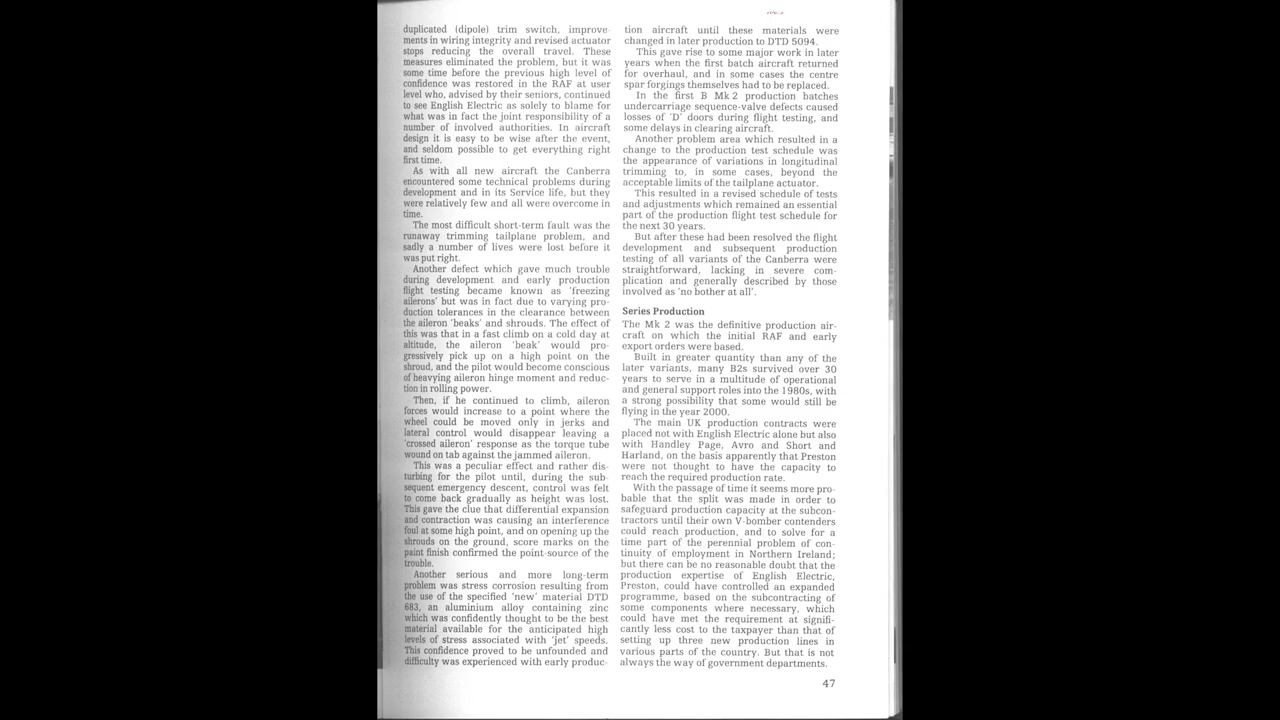 duplicated (dipole) trim switch, improve-
ments in wiring integrity and revised actuator
stops reducing the overall travel. These
measures eliminated the problem, but it was
some time before the previous high level of
confidence was restored in the RAF at user
level who, advised by their seniors, continued
to see English Electric as solely to blame for
what was in fact the joint responsibility of a
number of involved authorities. In aircraft
design it is easy to be wise after the event,
and seldom possible to get everything right
first time.
As with all new aircraft the Canberra
encountered some technical problems during
development and in its Service life, but they
were relatively few and all were overcome in
time.
The most difficult short-term fault was the
runaway trimming tailplane problem, and
sadly a number of lives were lost before it
was put right.
Another defect which gave much trouble
during development and early production
flight testing became known as 'freezing
ailerons' but was in fact due to varying pro-
duction tolerances in the clearance between
the aileron 'beaks' and shrouds. The effect of
this was that in a fast climb on a cold day at
altitude, the aileron 'beak' would pro-
gressively pick up on a high point on the
shroud, and the pilot would become conscious
of heavying aileron hinge moment and reduc-
tion in rolling power.
Then, if he continued to climb, aileron
forces would increase to a point where the
wheel could be moved only in jerks and
lateral control would disappear leaving a
'crossed aileron' response as the torque tube
wound on tab against the jammed aileron.
This was a peculiar effect and rather dis-
turbing for the pilot until, during the sub-
sequent emergency descent, control was felt
to come back gradually as height was lost.
This gave the clue that differential expansion
and contraction was causing an interference
foul at some high point, and on opening up the
shrouds on the ground, score marks on the
paint finish confirmed the point-source of the
trouble.
Another serious and more long-term
problem was stress corrosion resulting from
the use of the specified 'new' material DTD
683, an aluminium alloy containing zinc
which was confidently thought to be the best
material available for the anticipated high
levels of stress associated with 'jet' speeds.
This confidence proved to be unfounded and
difficulty was experienced with early produc-
tion aircraft until these materials were
changed in later production to DTD 5094.
This gave rise to some major work in later
years when the first batch aircraft returned
for overhaul, and in some cases the centre
spar forgings themselves had to be replaced.
In the first B Mk 2 production batches
undercarriage sequence-valve defects caused
losses of 'D' doors during flight testing, and
some delays in clearing aircraft.
Another problem area which resulted in a
change to the production test schedule was
the appearance of variations in longitudinal
trimming to, in some cases, beyond the
acceptable limits of the tailplane actuator.
This resulted in a revised schedule of tests
and adjustments which remained an essential
part of the production flight test schedule for
the next 30 years.
But after these had been resolved the flight
development and subsequent production
testing of all variants of the Canberra were
straightforward, lacking in severe com-
plication and generally described by those
involved as 'no bother at all'.
Series Production
The Mk 2 was the definitive production air-
craft on which the initial RAF and early
export orders were based.
Built in greater quantity than any of the
later variants, many B2s survived over 30
years to serve in a multitude of operational
and general support roles into the 1980s, with
a strong possibility that some would still be
flying in the year 2000.
The main UK production contracts were
placed not with English Electric alone but also
with Handley Page, Avro and Short and
Harland, on the basis apparently that Preston
were not thought to have the capacity to
reach the required production rate.
With the passage of time it seems more pro-
bable that the split was made in order to
safeguard production capacity at the subcon-
tractors until their own V-bomber contenders
could reach production, and to solve for a
time part of the perennial problem of con-
tinuity of employment in Northern Ireland;
but there can be no reasonable doubt that the
production expertise of English Electric,
Preston, could have controlled an expanded
programme, based on the subcontracting of
some components where necessary, which
could have met the requirement at signifi-
cantly less cost to the taxpayer than that of
setting up three new production lines in
various parts of the country. But that is not
always the way of government departments.
47